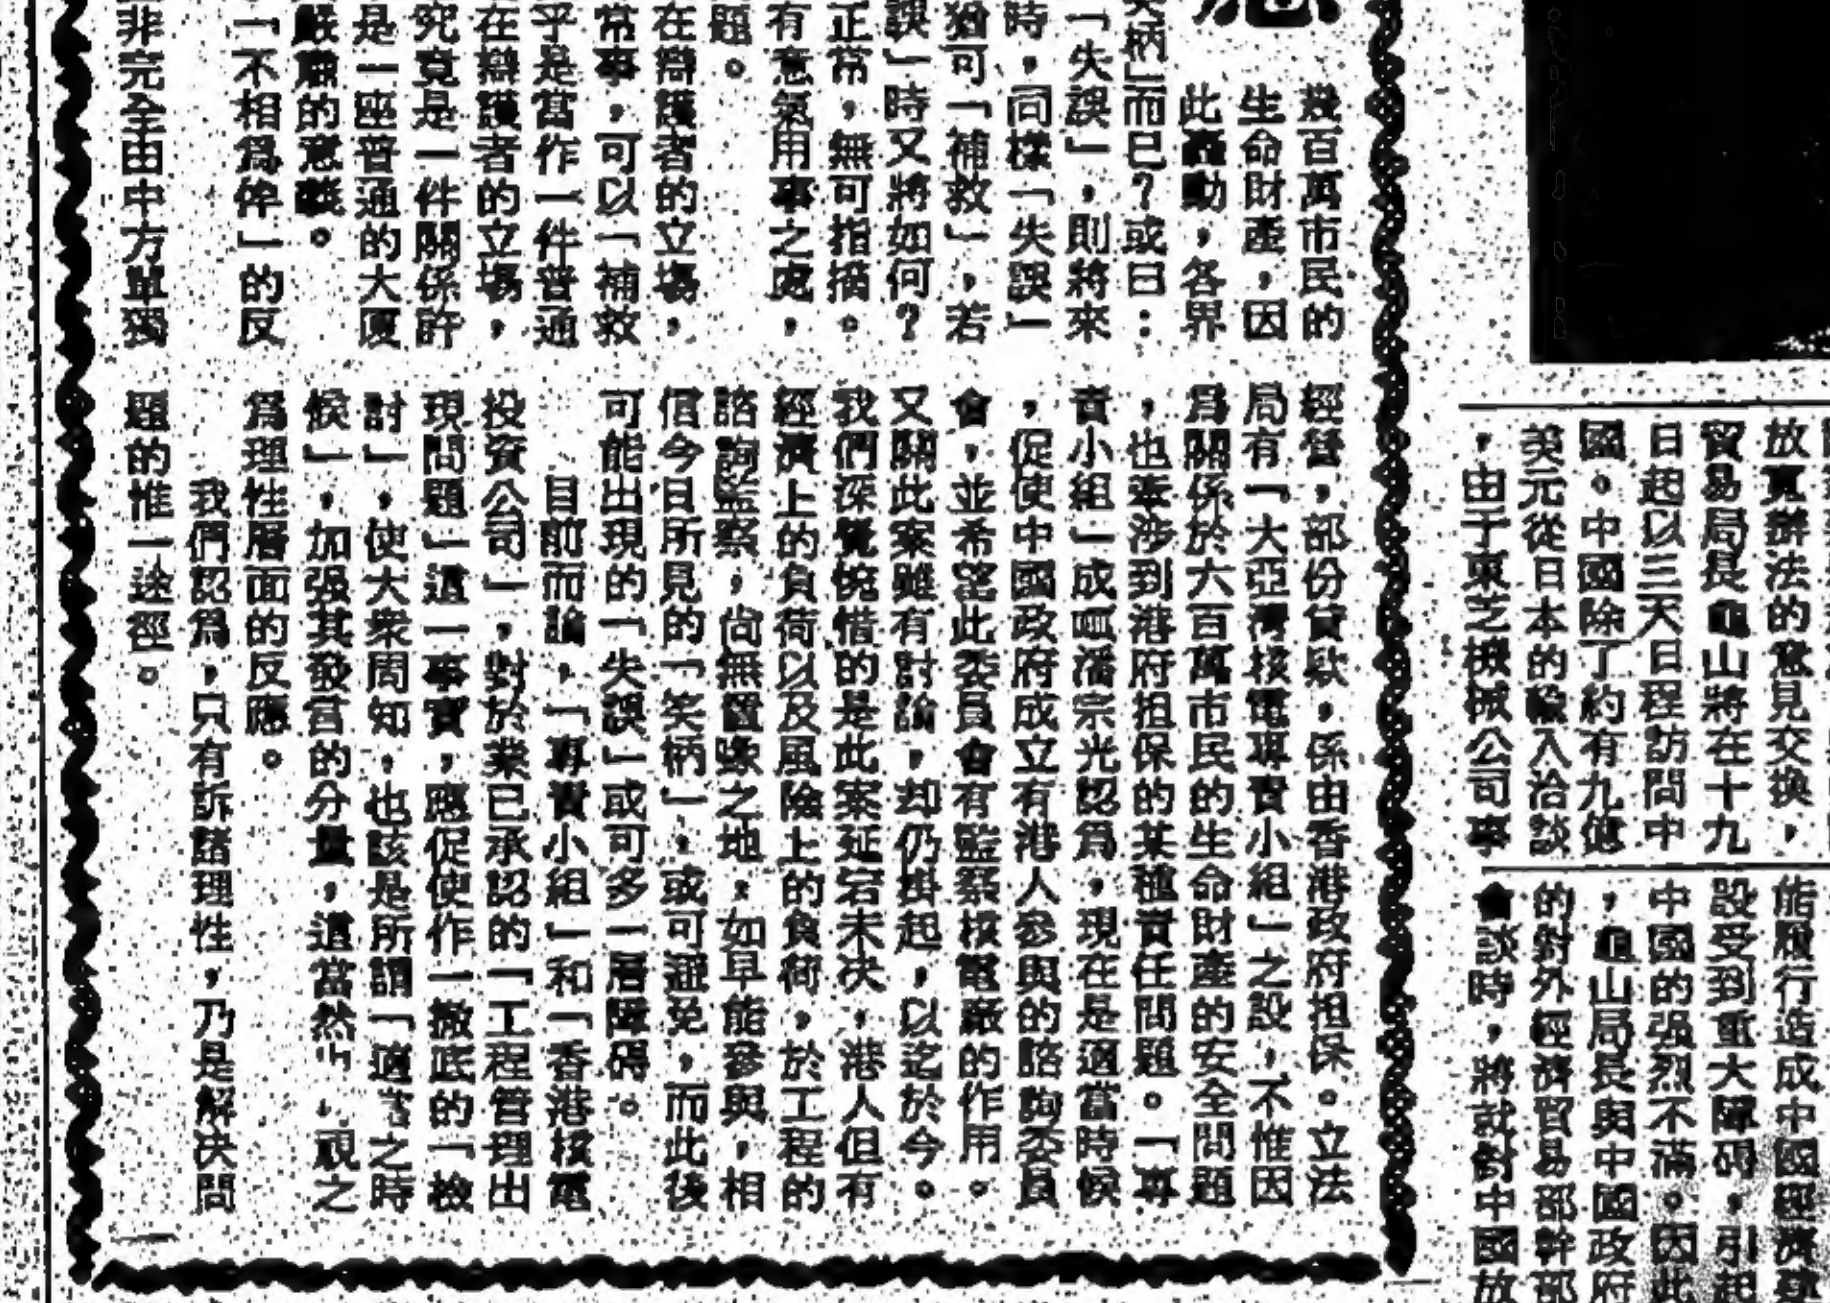 幾百萬市民的
生命財產，因
此轟動，各界
笑柄」而已？或曰：
「失誤」，則將來
時，同樣「失誤」
猶可「補救」，若
誤」時又將如何？
正常，無可指摘。
有意氣用事之處，
題。
在辯護者的立場，
常事，可以「補救
乎是當作一件普通
在辯護者的立場，
究竟是一件關係許
是一座普通的大厦
嚴肅的意義。
「不相爲侔」的反
非完全由中方單獨
經營，部份貸欵，係由香港政府担保。立法
局有「大亞灣核電專責小組」之設，不惟因
爲關係於六百萬市民的生命財產的安全問題
，也牽涉到港府担保的某種責任問題。「專
責小組」成員潘宗光認爲，現在是適當時候
，促使中國政府成立有港人參與的諮詢委員
會，並希望此委員會有監察核電廠的作用。
又關此案雖有討論，却仍掛起，以迄於今。
我們深覺惋惜的是此案延宕未决，港人但有
經濟上的負荷以及風險上的負荷，於工程的
諮詢監察，尚無置喙之地，如早能參與，相
信今日所見的「笑柄」，或可避免，而此後
可能出現的「失誤」或可多一層障碍。
目前而論，「專責小組」和「香港核電
投資公司」，對於業已承認的「工程管理出
現問題」這一事實，應促使作一澈底的「檢
討」，使大衆周知，也該是所謂「適當之時
候」，加强其發言的分量，這當然，視之
爲理性層面的反應。
我們認爲，只有訴諸理性，乃是解决問
題的惟一途徑。
放寬辦法的意見交換，
貿易局長龜山將在十九
日起以三天日程訪問中
國。中國除了約有九億
美元從日本的輸入洽談
，由于東芝機械公司事
能履行造成中國經濟建
設受到重大障碍，引起
中國的强烈不滿。因此
，龜山局長與中國政府
的對外經濟貿易部幹部
會談時，將就對中國放